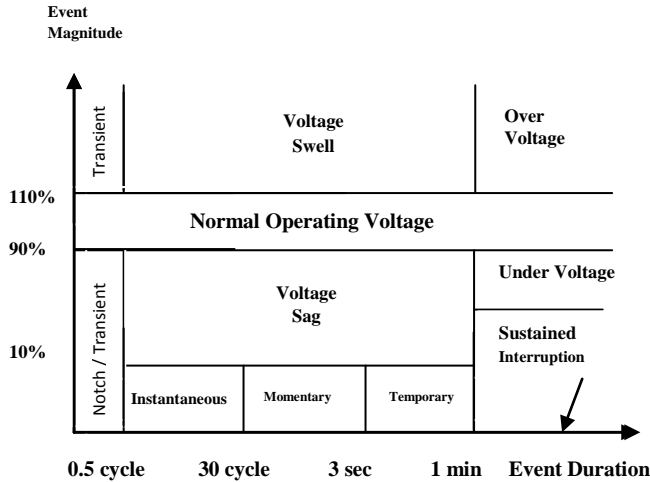 Event
Magnitude
Transient
Voltage
Swell
Over
Voltage
110%
Normal Operating Voltage
90%
Notch / Transient
Voltage
Sag
Under Voltage
10%
Sustained
Interruption
Instantaneous
Momentary
Temporary
0.5 cycle
30 cycle
3 sec
1 min
Event Duration